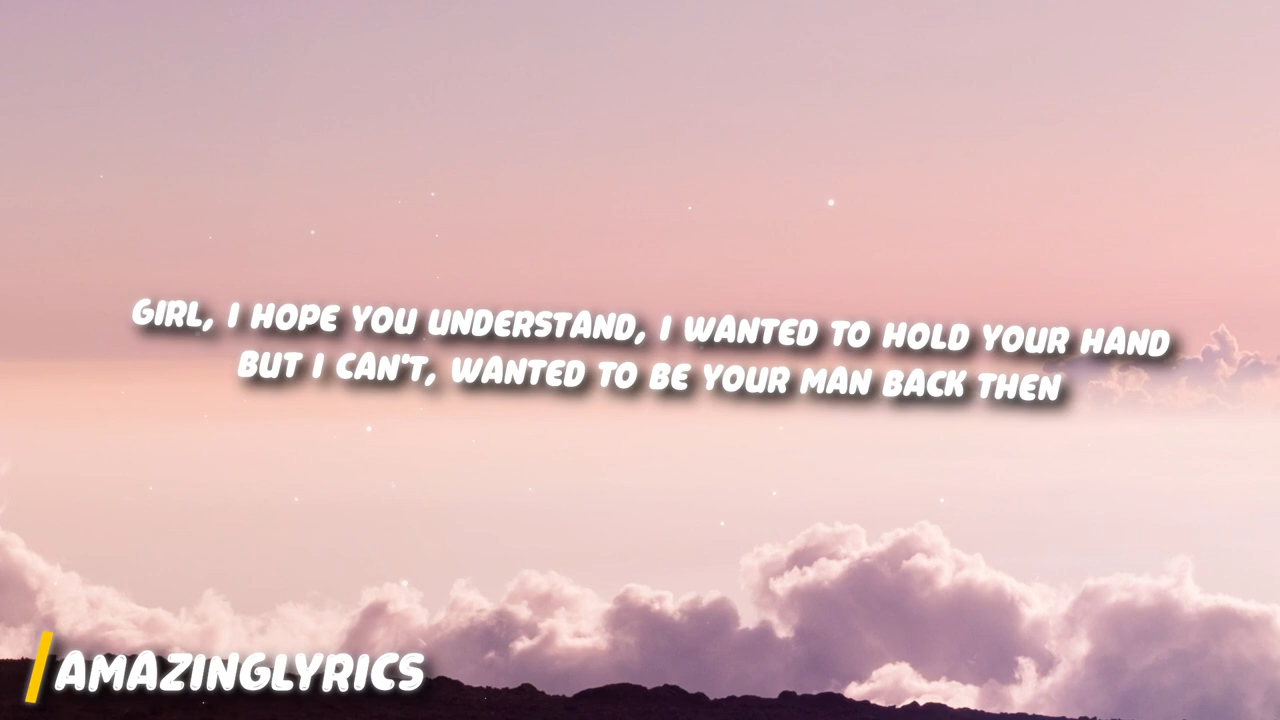 GIRL, I HOPE YOU UNDERSTAND, I WANTED TO HOLD YOUR HAND
BUT I CAN'T, WANTED TO BE YOUR MAN BACK THEN
AMAZINGLYRICS